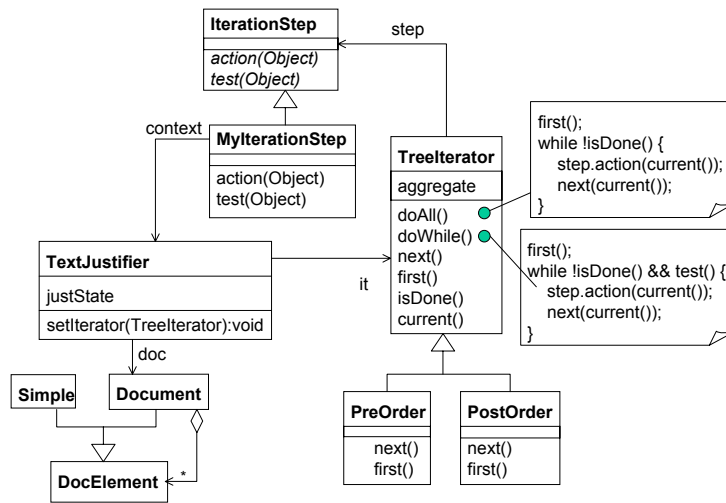 IterationStep
action(Object)
test(Object)
step
context
MyIterationStep
action(Object)
test(Object)
TreeIterator
aggregate
doAll()
doWhile()
next()
first()
isDone()
current()
first();
while !isDone() {
step.action(current());
next(current());
}
first();
while !isDone() && test() {
step.action(current());
next(current());
}
TextJustifier
justState
setIterator(TreeIterator):void
it
doc
Simple
Document
DocElement
*
PreOrder
next()
first()
PostOrder
next()
first()